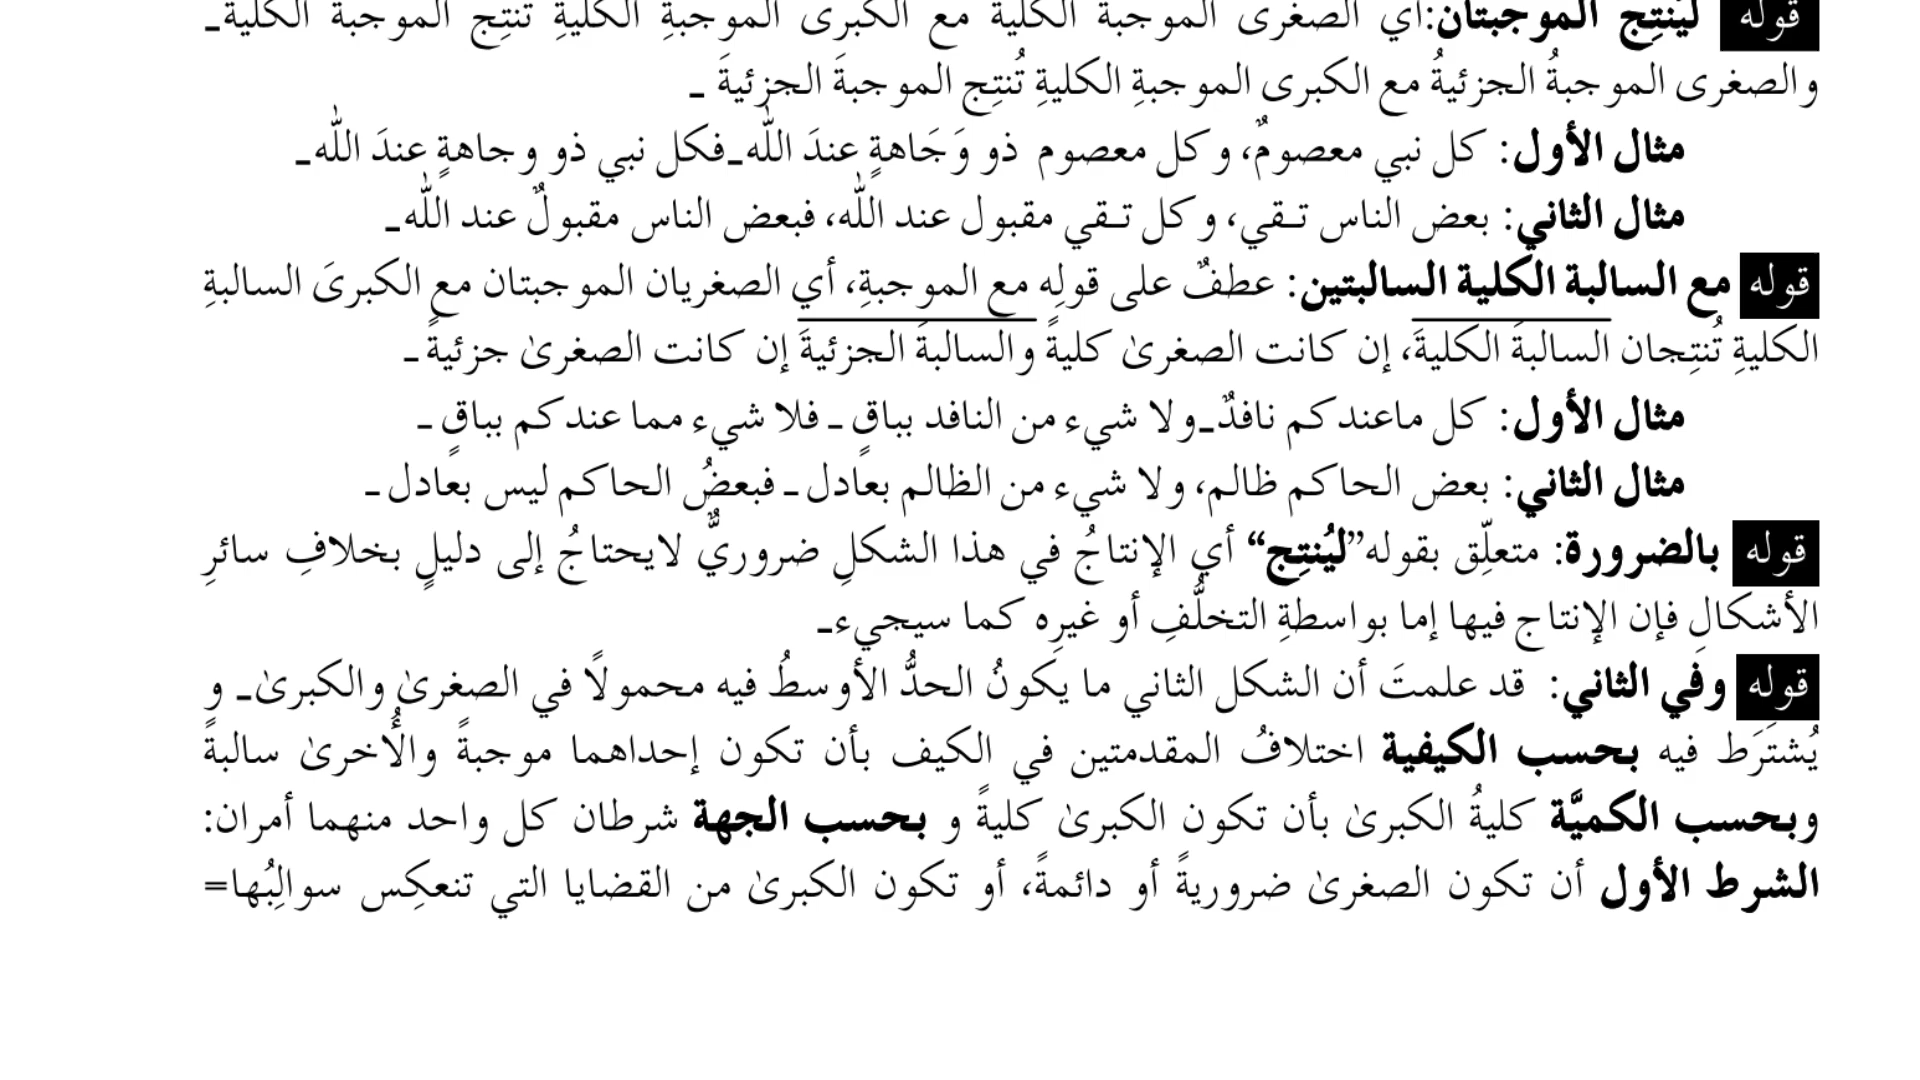 قوله لينتج الموجبتان:أي الصغرى الموجبة الكلية مع الكبرى الموجبةِ الكليةِ تنتِج الموجبة الكلية۔
والصغرى الموجبةُ الجزئيةُ مع الكبرى الموجبةِ الكليةِ تُنتِج الموجبةَ الجزئيةَ ۔
مثال الأول: كل نبي معصومٌ، وكل معصوم ذو وَجَاهةٍ عندَ اللّٰه۔فكل نبي ذو وجاهةٍ عندَ اللّٰه۔
مثال الثاني: بعض الناس تـقي، وكل تـقي مقبول عند اللّٰه، فبعض الناس مقبولٌ عند اللّٰه۔
قوله مع السالبة الكلية السالبتين: عطفٌ على قولِه مع الموجبةِ، أي الصغريان الموجبتان مع الكبرىَ السالبةِ
الكليةِ تُنتِجان السالبةَ الكليةَ، إن كانت الصغرىٰ كليةً والسالبةَ الجزئيةَ إن كانت الصغرىٰ جزئيةً۔
مثال الأول: كل ماعندكم نافدٌ۔ولا شيء من النافد بباقٍ ۔ فلا شيء مما عندكم بباقٍ ۔
مثال الثاني: بعض الحاكم ظالم، ولا شيء من الظالم بعادل ۔ فبعضُ الحاكم ليس بعادل ۔
قوله بالضرورة: متعلِّق بقوله”ليُنتِج“ أي الإنتاجُ في هذا الشكلِ ضروريٌّ لايحتاجُ إلى دليلٍ بخلافِ سائرِ
الأشكالِ فإن الإنتاج فيها إما بواسطةِ التخلُّفِ أو غيرِه كما سيجيء۔
قوله وفي الثاني: قد علمتَ أن الشكل الثاني ما يكونُ الحدُّ الأوسطُ فيه محمولًا في الصغرىٰ والكبرىٰ۔ و
يُشتَرَط فيه بـحسب الكيفية اختلافُ المقدمتين في الكيف بأن تكون إحداهما موجبةً والأُخرىٰ سالبةً
وبـحسب الكميَّة كليةُ الكبرىٰ بأن تكون الكبرىٰ كليةً و بـحسب الجهة شرطان كل واحد منهما أمران:
الشرط الأول أن تكون الصغرىٰ ضروريةً أو دائمةً، أو تكون الكبرىٰ من القضايا التي تنعكِس سوالِبُها=